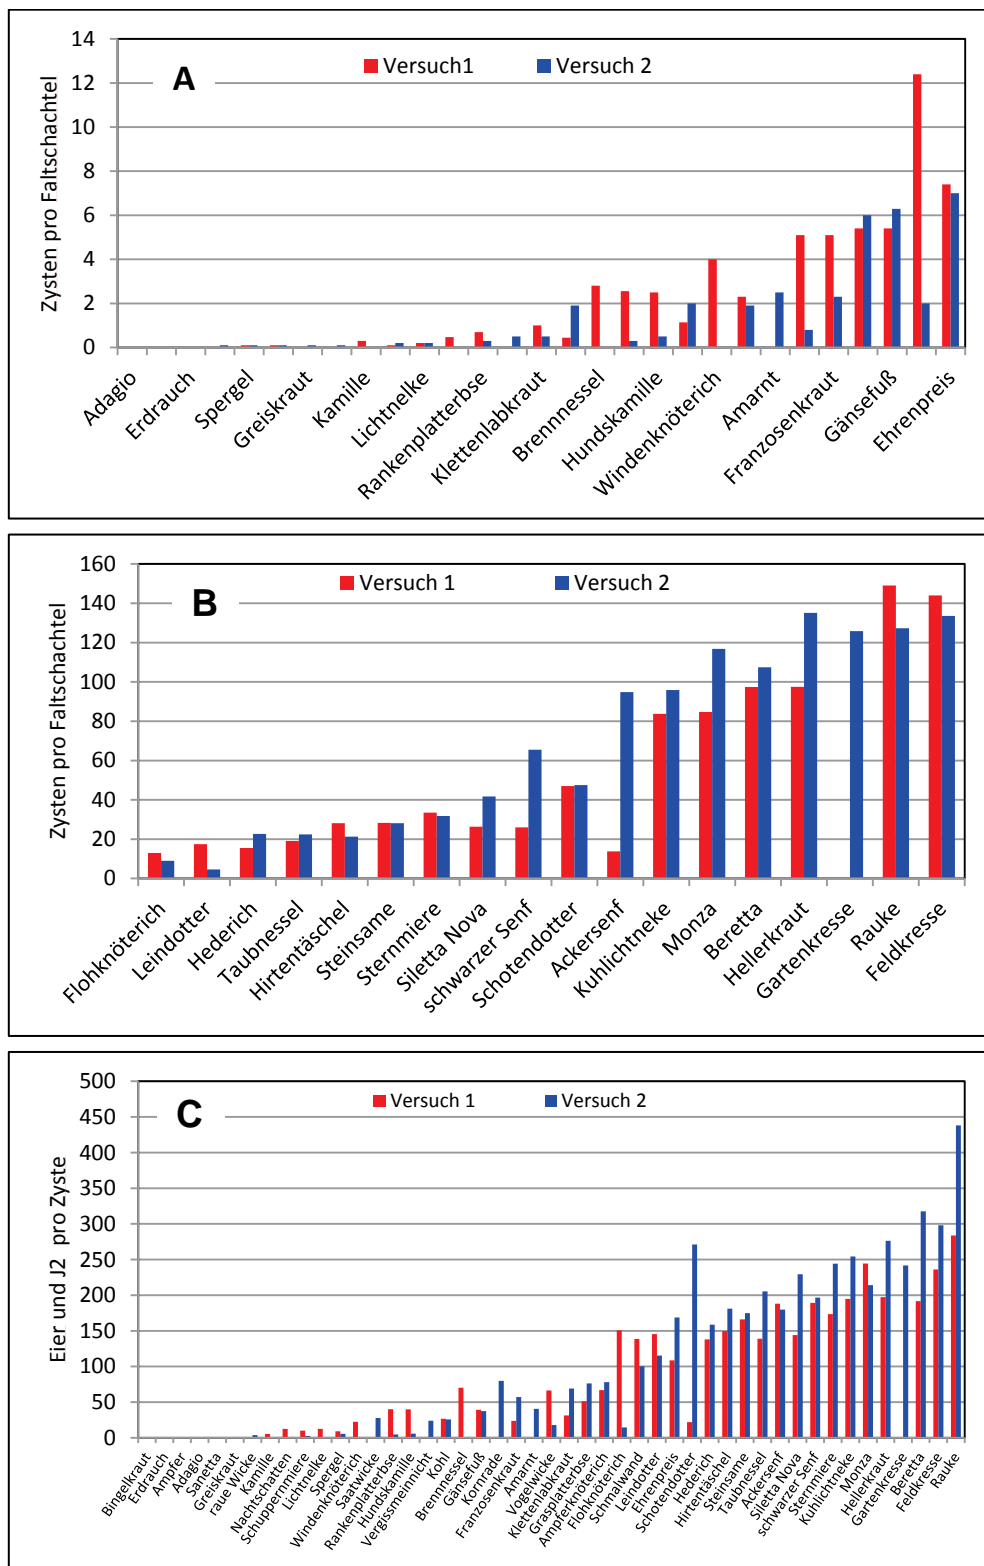 A
Versuch1
Versuch 2
Zysten pro Faltschachtel
14
12
10
8
6
4
2
0
Adagio
Erdrauch
Spergel
Greiskraut
Kamille
Lichtnelke
Rankenplatterbse
Klettenlabkraut
Brennnessel
Hundskamille
Windenknöterich
Amarnt
Franzosenkraut
Gänsefuß
Ehrenpreis
B
Versuch 1
Versuch 2
Zysten pro Faltschachtel
160
140
120
100
80
60
40
20
0
Flohknöterich
Leindotter
Hederich
Taubnessel
Hirtentäschel
Steinsame
Sternmiere
Siletta Nova
schwarzer Senf
Schotendotter
Ackersenf
Kuhlichtneke
Monza
Beretta
Hellerkraut
Gartenkresse
Rauke
Feldkresse
C
Versuch 1
Versuch 2
Eier und J2 pro Zyste
500
450
400
350
300
250
200
150
100
50
0
Bingelkraut
Erdrauch
Ampfer
Adagio
Sanetta
Greiskraut
raue Wicke
Kamille
Nachtschatten
Schuppenmiere
Lichtnelke
Spergel
Windenknöterich
Saatwicke
Rankenplatterbse
Hundskamille
Vergissmeinnicht
Kohl
Brennnessel
Gänsefuß
Kornrade
Franzosenkraut
Amarnt
Vogelwicke
Klettenlabkraut
Grasplatterbse
Ampferknötterich
Flohknöterich
Schmalwand
Leindotter
Ehrenpreis
Schotendotter
Hederich
Hirtentäschel
Steinsame
Taubnessel
Ackersenf
Siletta Nova
schwarzer Senf
Sternmiere
Kuhlichtneke
Monza
Hellerkraut
Gartenkresse
Beretta
Feldkresse
Rauke